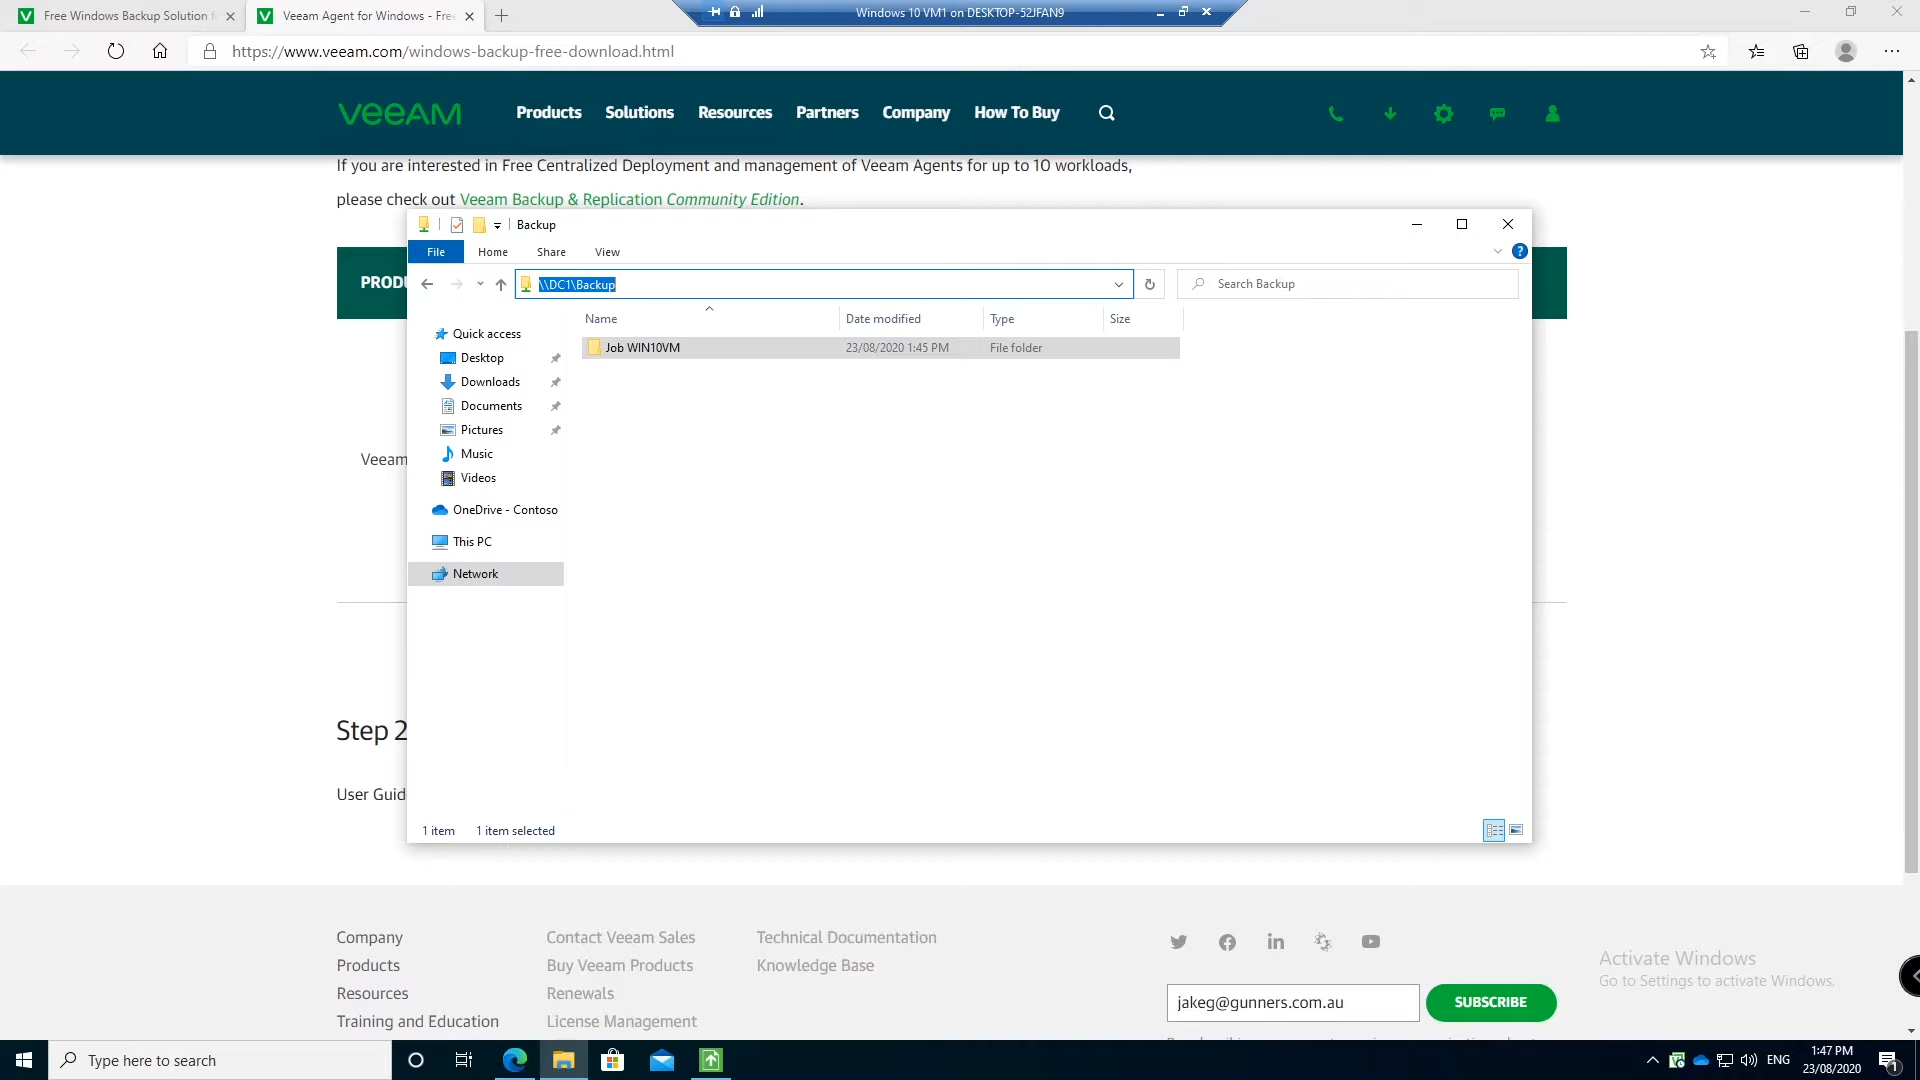 Free Windows Backup Solution f
Veeam Agent for Windows - Fre
Windows 10 VM1 on DESKTOP-52JFAN9
https://www.veeam.com/windows-backup-free-download.html
veeAM
Products
Solutions
Resources
Partners
Company
How To Buy
If you are interested in Free Centralized Deployment and management of Veeam Agents for up to 10 workloads,
please check out Veeam Backup & Replication Community Edition.
PRODU
Veeam
Step 2
User Guid
Backup
File
Home
Share
View
\\DC1\Backup
Search Backup
Name
Date modified
Type
Size
Quick access
Desktop
Downloads
Documents
Pictures
Music
Videos
OneDrive - Contoso
This PC
Network
Job WIN10VM
23/08/2020 1:45 PM
File folder
1 item
1 item selected
Company
Products
Resources
Training and Education
Contact Veeam Sales
Buy Veeam Products
Renewals
License Management
Technical Documentation
Knowledge Base
jakeg@gunners.com.au
SUBSCRIBE
Activate Windows
Go to Settings to activate Windows.
Type here to search
ENG
1:47 PM
23/08/2020
1